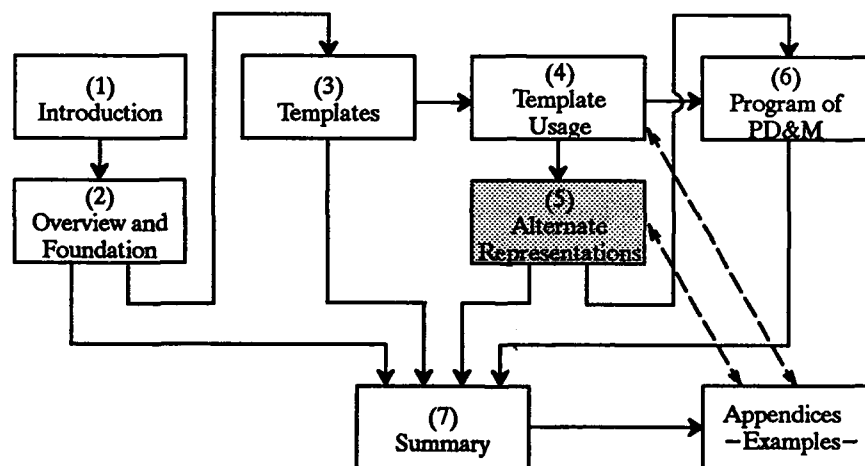 (1)
Introduction
(2)
Overview and
Foundation
(3)
Templates
(4)
Template
Usage
(5)
Alternate
Representations
(6)
Program of
PD&M
(7)
Summary
Appendices
–Examples–